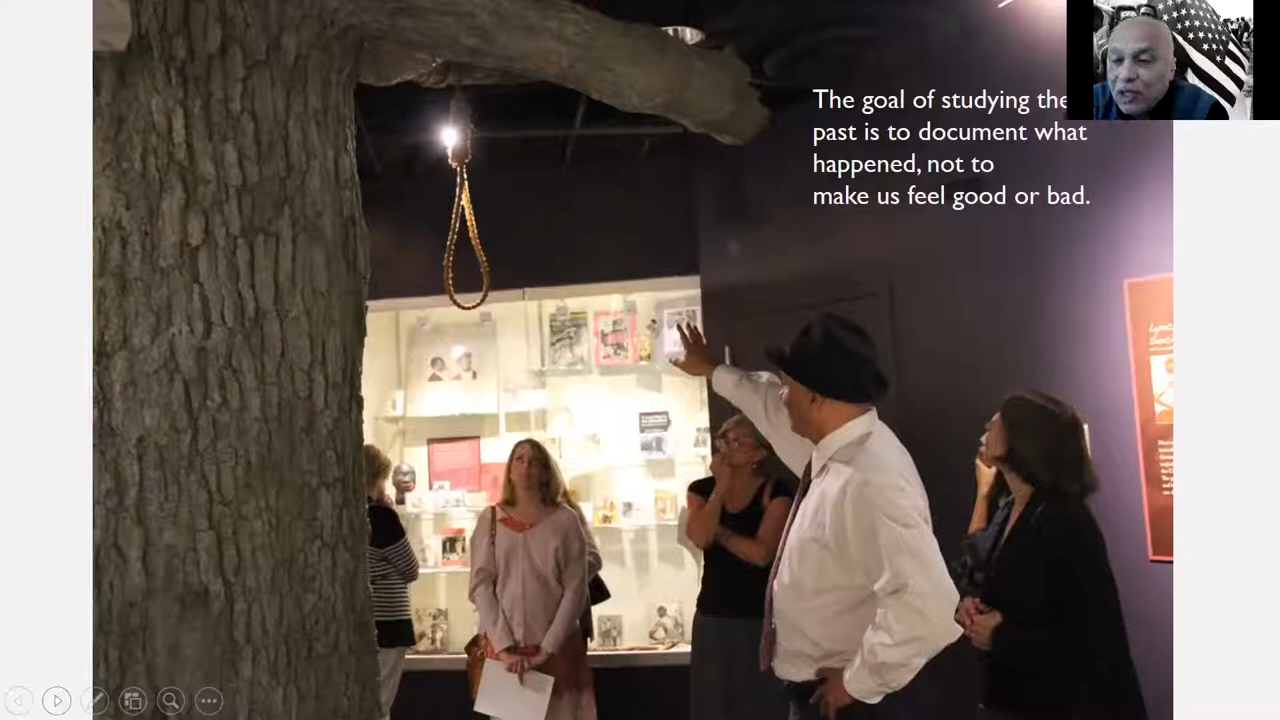 The goal of studying the
past is to document what
happened, not to
make us feel good or bad.